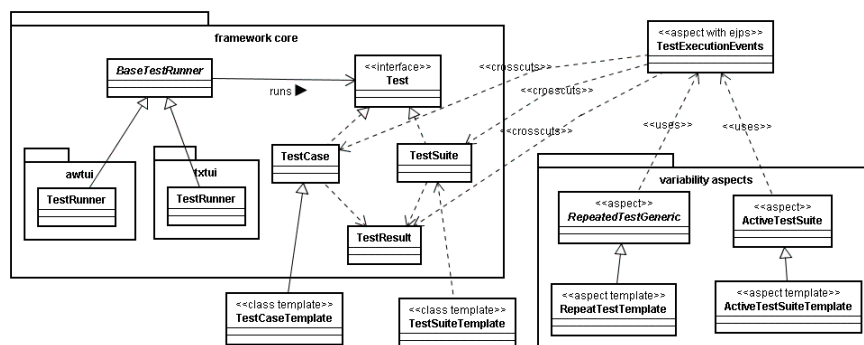 framework core
<<aspect with ejps>>
TestExecutionEvents
BaseTestRunner
<<interface>>
Test
runs ▶
<<crosscuts>>
<<crosscuts>>
<<crosscuts>>
<<uses>>
<<uses>>
TestCase
TestSuite
awtui
TestRunner
txtui
TestRunner
variability aspects
<<aspect>>
RepeatedTestGeneric
<<aspect>>
ActiveTestSuite
TestResult
<<class template>>
TestCaseTemplate
<<class template>>
TestSuiteTemplate
<<aspect template>>
RepeatTestTemplate
<<aspect template>>
ActiveTestSuiteTemplate